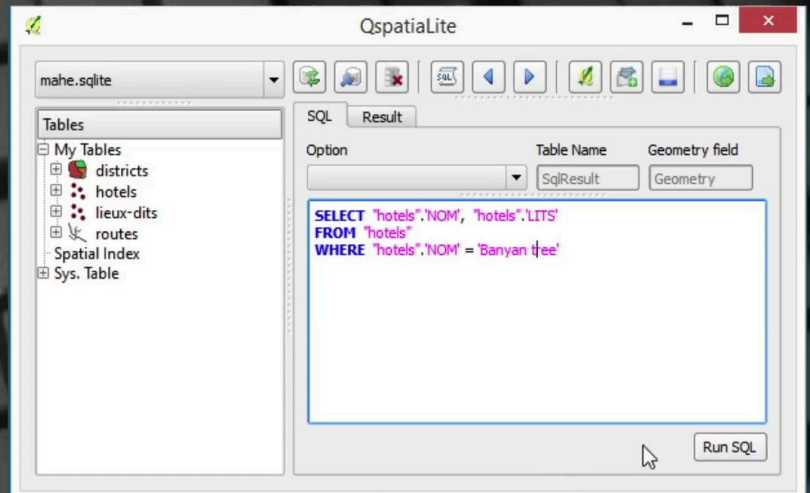 QspatiaLite
mahe.sqlite
SQL
Tables
My Tables
districts
hotels
lieux-dits
routes
Spatial Index
Sys. Table
SQL Result
Option Table Name Geometry field
SqlResult Geometry
SELECT "hotels".'NOM', "hotels".'LITS'
FROM "hotels"
WHERE "hotels".'NOM' = 'Banyan tree'
Run SQL